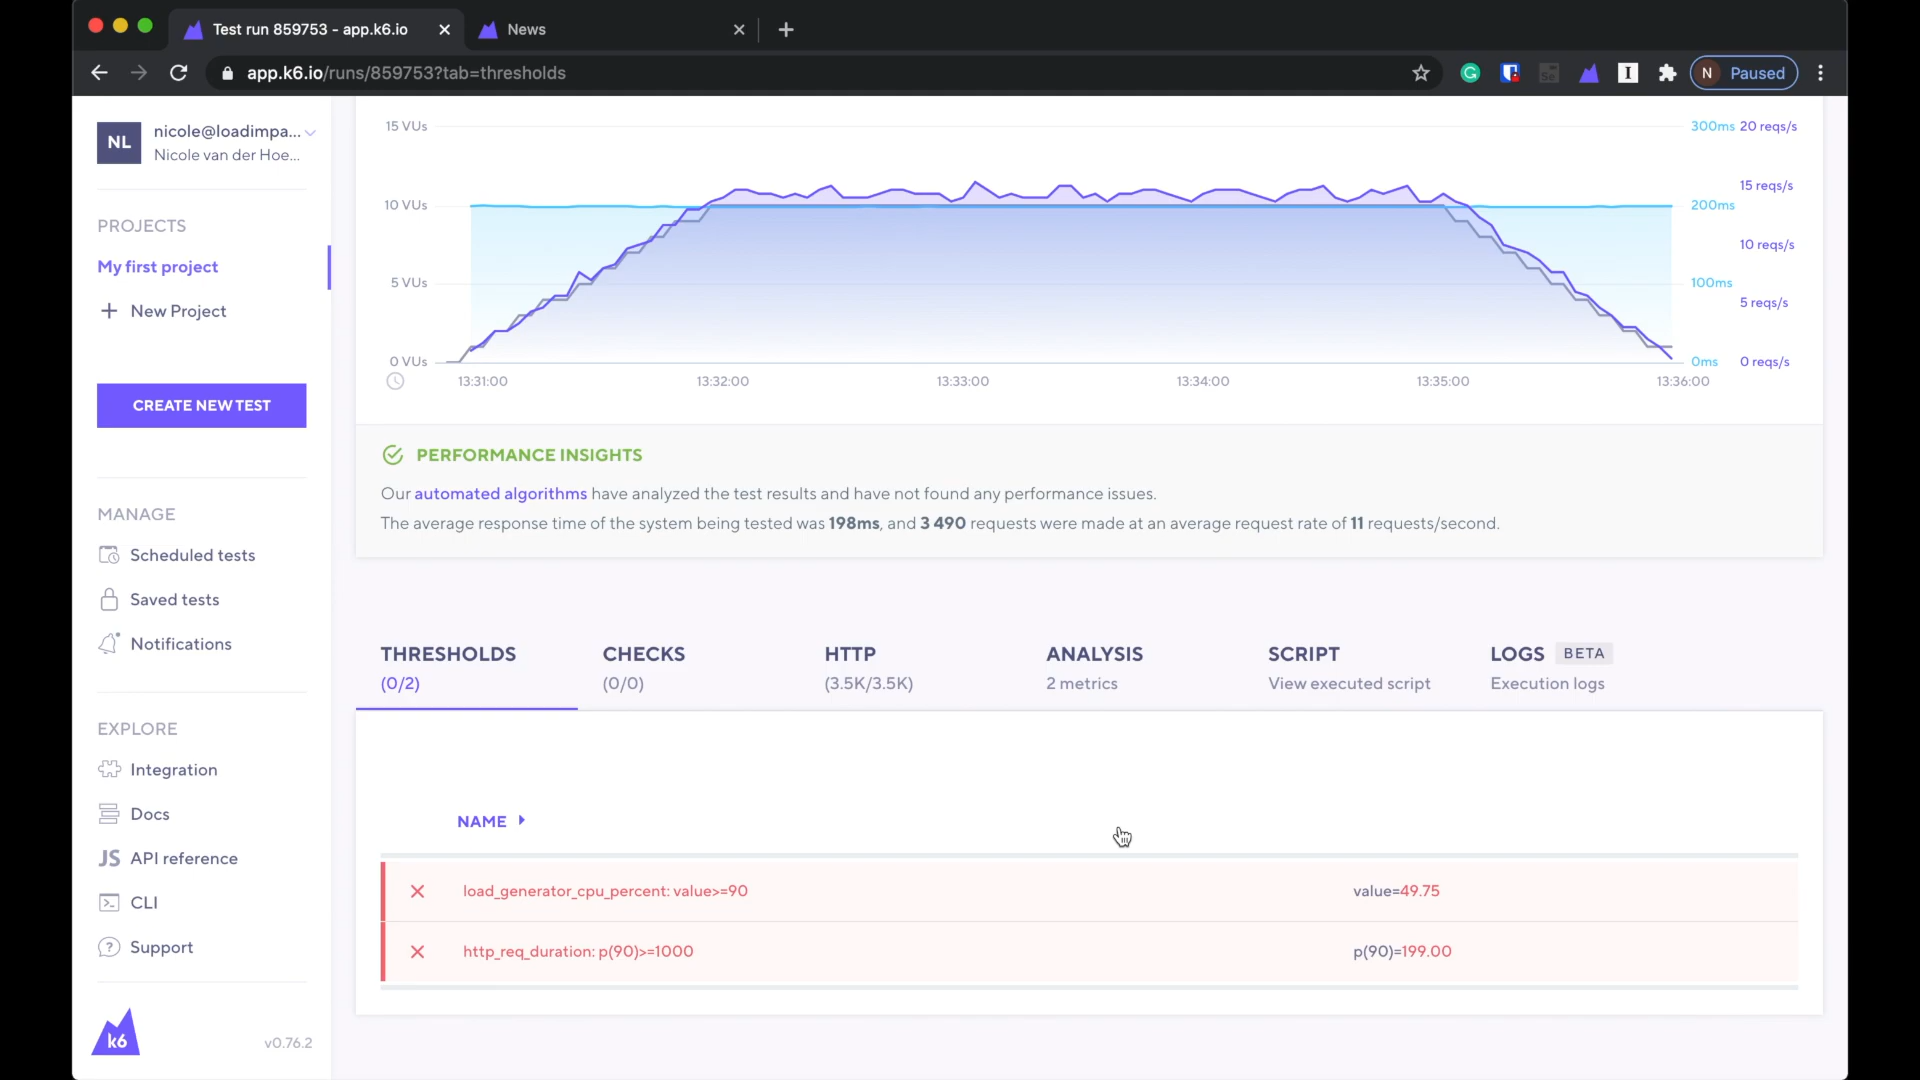 Test run 859753 - app.k6.io
News
app.k6.io/runs/859753?tab=thresholds
N Paused
NL
nicole@loadimpa...
Nicole van der Hoe...
PROJECTS
My first project
New Project
CREATE NEW TEST
MANAGE
Scheduled tests
Saved tests
Notifications
EXPLORE
Integration
Docs
JS API reference
CLI
Support
k6
v0.76.2
15 VUs
10 VUs
5 VUs
0 VUs
300ms 20 reqs/s
15 reqs/s
200ms
10 reqs/s
100ms
5 reqs/s
0ms 0 reqs/s
13:31:00 13:32:00 13:33:00 13:34:00 13:35:00 13:36:00
PERFORMANCE INSIGHTS
Our automated algorithms have analyzed the test results and have not found any performance issues.
The average response time of the system being tested was 198ms, and 3 490 requests were made at an average request rate of 11 requests/second.
THRESHOLDS
(0/2)
CHECKS
(0/0)
HTTP
(3.5K/3.5K)
ANALYSIS
2 metrics
SCRIPT
View executed script
LOGS BETA
Execution logs
NAME
load_generator_cpu_percent: value>=90 value=49.75
http_req_duration: p(90)>=1000 p(90)=199.00